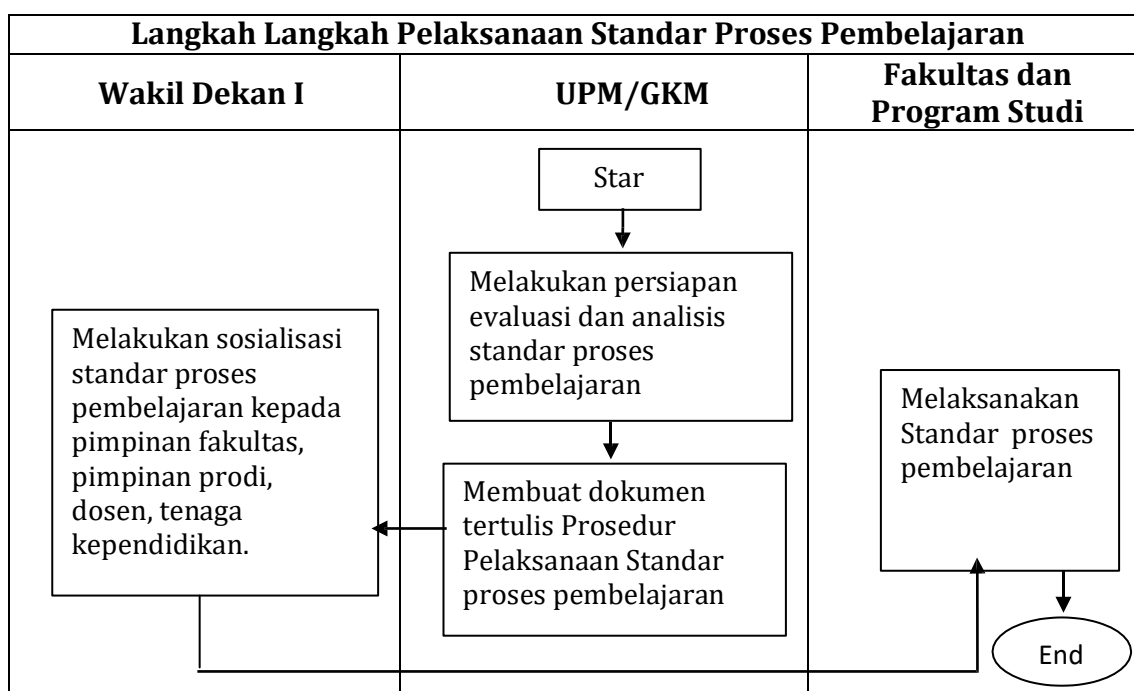 Langkah Langkah Pelaksanaan Standar Proses Pembelajaran
Wakil Dekan I
UPM/GKM
Fakultas dan
Program Studi
Star
Melakukan persiapan
evaluasi dan analisis
standar proses
pembelajaran
Membuat dokumen
tertulis Prosedur
Pelaksanaan Standar
proses pembelajaran
Melakukan sosialisasi
standar proses
pembelajaran kepada
pimpinan fakultas,
pimpinan prodi,
dosen, tenaga
kependidikan.
Melaksanakan
Standar proses
pembelajaran
End